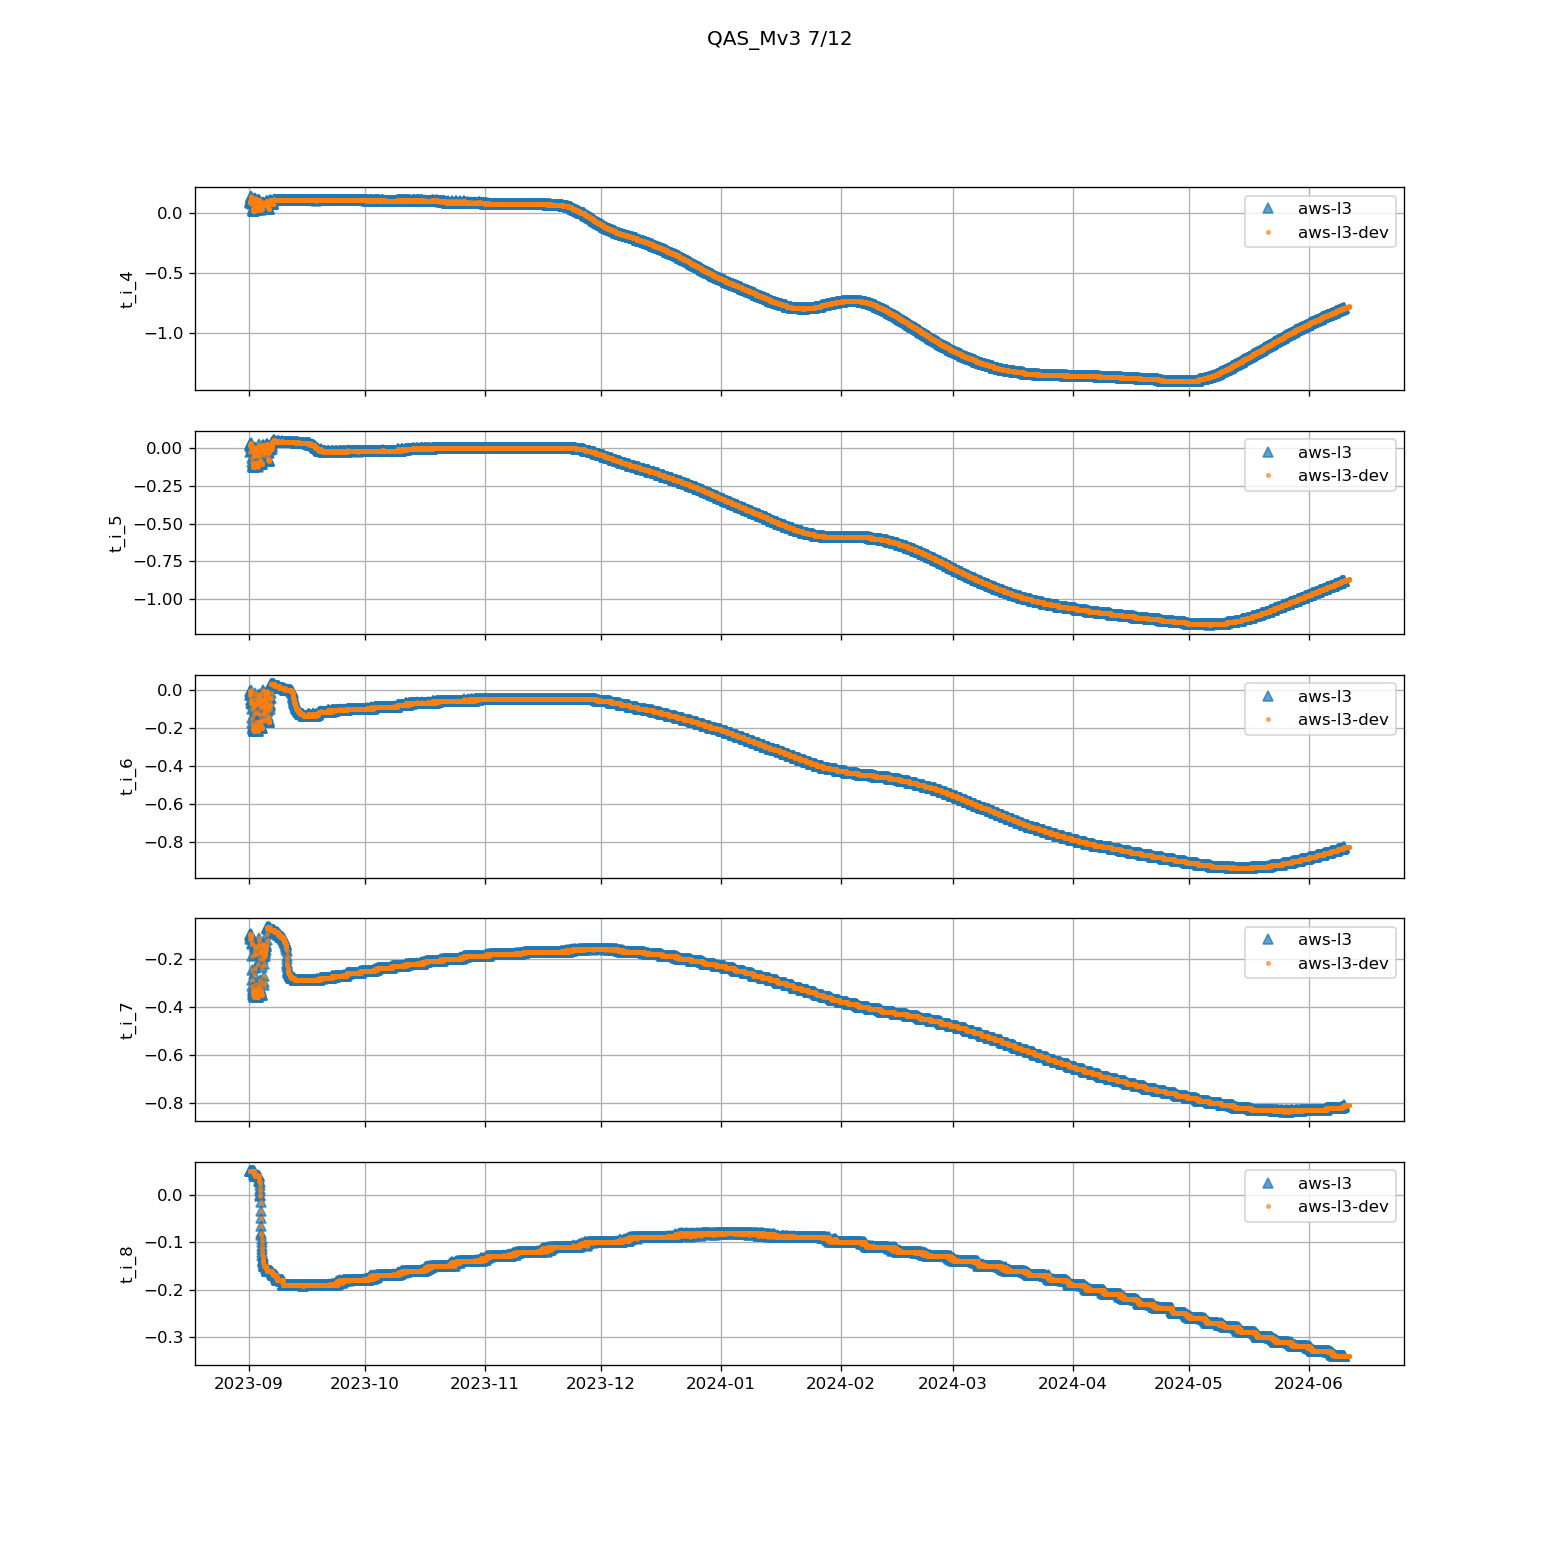 QAS_Mv3 7/12
0.0
−0.5
−1.0
t_i_4
aws-l3
aws-l3-dev
0.00
−0.25
−0.50
−0.75
−1.00
t_i_5
aws-l3
aws-l3-dev
0.0
−0.2
−0.4
−0.6
−0.8
t_i_6
aws-l3
aws-l3-dev
−0.2
−0.4
−0.6
−0.8
t_i_7
aws-l3
aws-l3-dev
0.0
−0.1
−0.2
−0.3
t_i_8
aws-l3
aws-l3-dev
2023-09 2023-10 2023-11 2023-12 2024-01 2024-02 2024-03 2024-04 2024-05 2024-06